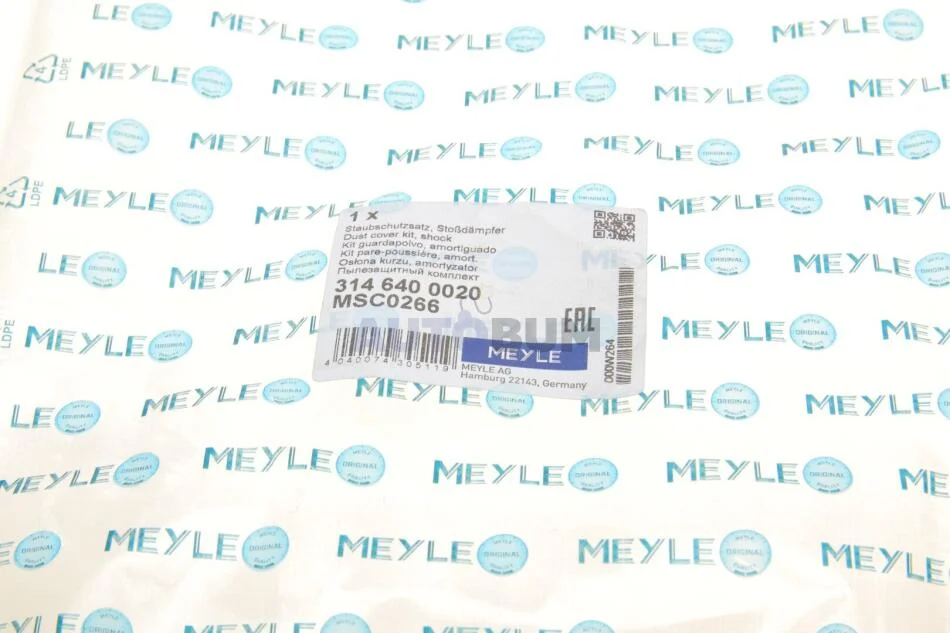 1 x
Staubschutzsatz, Stoßdämpfer
Dust cover kit, shock
Kit guardapolvo, amortiguado
Kit pare-poussière, amort.
Osłona kurzu, amortyzator
Пылезащитный комплект
314 640 0020
MSC0266
EAC
AUTOBUM
MEYLE
4 040074 305119
MEYLE AG
Hamburg 22143, Germany
000W264
MEYLE
ORIGINAL
4
LDPE